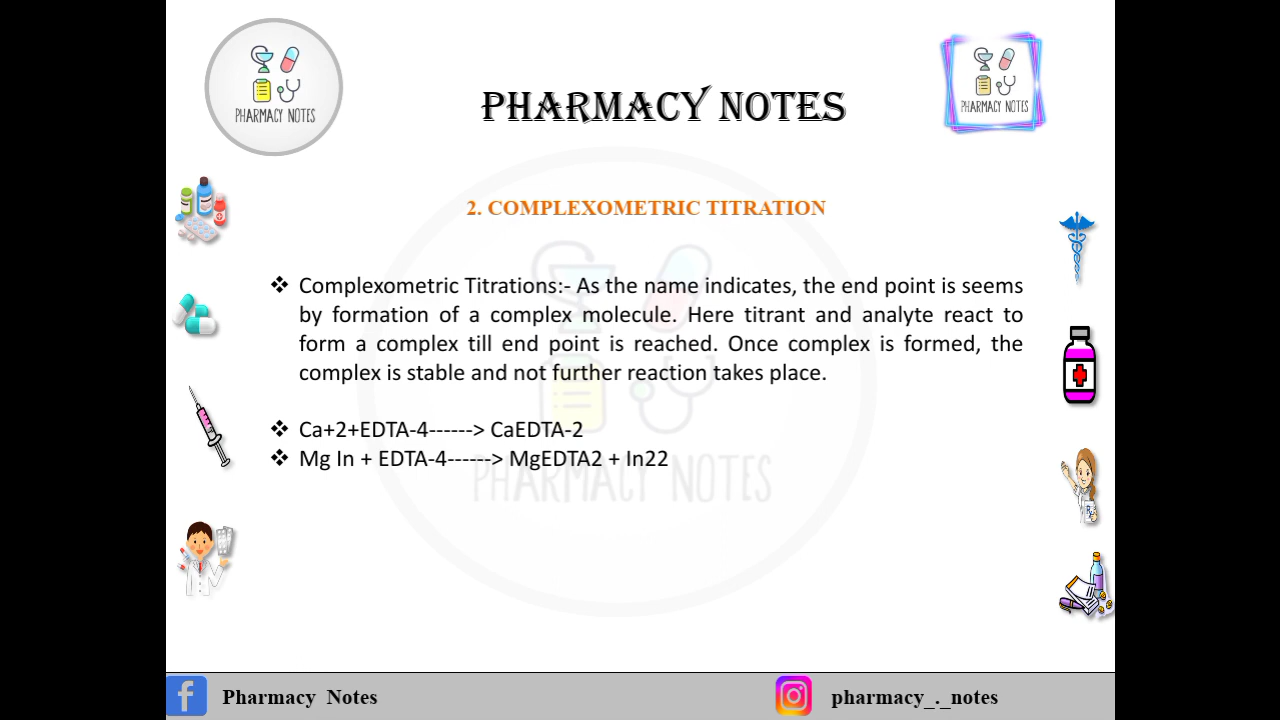 PHARMACY NOTES
PHARMACY NOTES
PHARMACY NOTES
2. COMPLEXOMETRIC TITRATION
❖ Complexometric Titrations:- As the name indicates, the end point is seems
by formation of a complex molecule. Here titrant and analyte react to
form a complex till end point is reached. Once complex is formed, the
complex is stable and not further reaction takes place.
❖ Ca+2+EDTA-4------> CaEDTA-2
❖ Mg In + EDTA-4------> MgEDTA2 + In22
PHARMACY NOTES
Pharmacy Notes
pharmacy_._notes